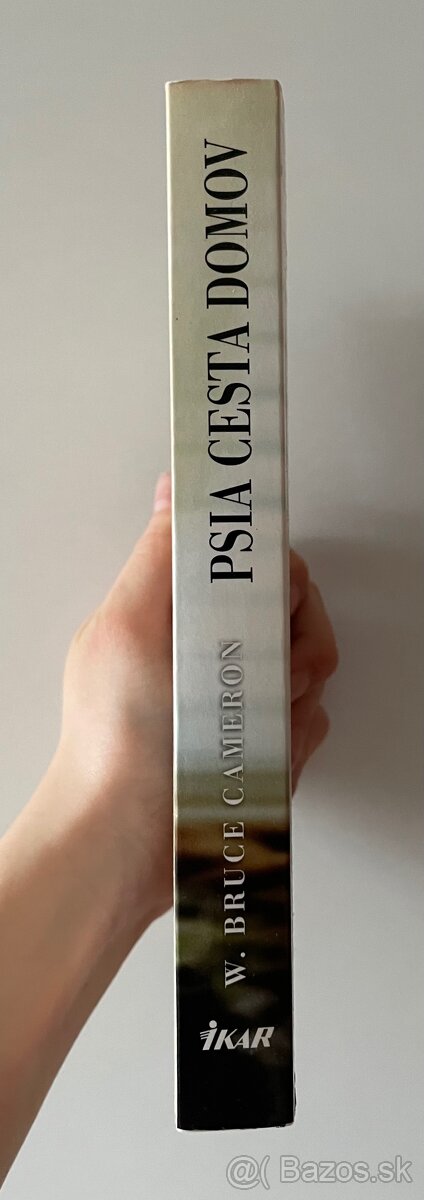 PSIA CESTA DOMOV
W. BRUCE CAMERON
IKAR
@( Bazos.sk